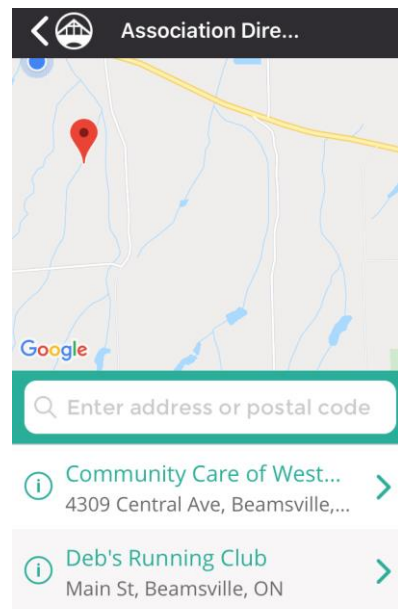 Association Dire...
Google
Enter address or postal code
Community Care of West...
4309 Central Ave, Beamsville,...
Deb's Running Club
Main St, Beamsville, ON